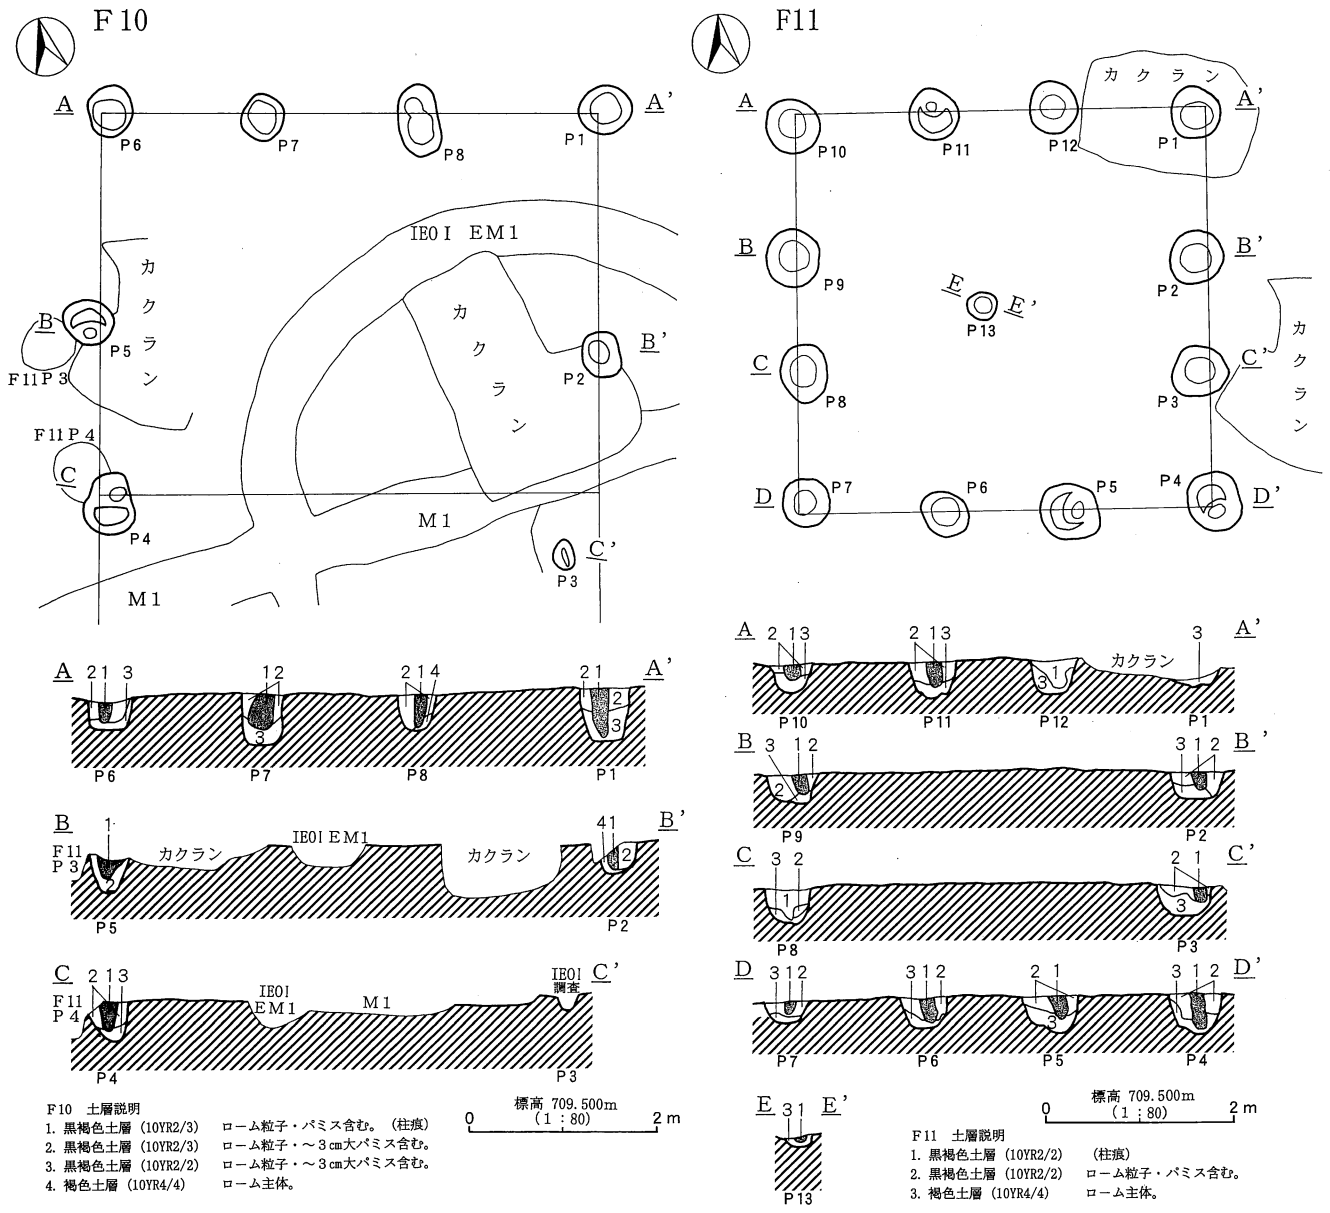 F10
A
A'
P6
P7
P8
P1
IE0I EM1
カクラン
カクラン
B
B'
P5
P2
F11P3
F11P4
C
C'
P4
M1
P3
M1
A
2 1 3
1 2
2 1 4
2 1
A'
3
2
3
P6
P7
P8
P1
B
1
IE0I EM1
4 1
B'
F11
P3
カクラン
カクラン
2
2
P5
P2
C
2 1 3
IE0I
EM1
M1
IE0I
調査
C'
F11
P4
P4
P3
F10 土層説明
1. 黒褐色土層 (10YR2/3) ローム粒子・パミス含む。(柱痕)
2. 黒褐色土層 (10YR2/3) ローム粒子・~3cm大パミス含む。
3. 黒褐色土層 (10YR2/2) ローム粒子・~3cm大パミス含む。
4. 褐色土層 (10YR4/4) ローム主体。
標高 709.500m
0 (1:80) 2m
F11
カクラン
A
A'
P10
P11
P12
P1
B
B'
P9
P2
E
E'
P13
カクラン
C
C'
P8
P3
D
D'
P7
P6
P5
P4
A
2 1 3
2 1 3
カクラン
3
A'
3 1
P10
P11
P12
P1
B
3 1 2
3 1 2
B'
2
P9
P2
C
3 2
2 1
C'
1
3
P8
P3
D
3 1 2
3 1 2
2 1
3 1 2
D'
3
P7
P6
P5
P4
E
3 1
E'
P13
標高 709.500m
0 (1:80) 2m
F11 土層説明
1. 黒褐色土層 (10YR2/2) (柱痕)
2. 黒褐色土層 (10YR2/2) ローム粒子・パミス含む。
3. 褐色土層 (10YR4/4) ローム主体。